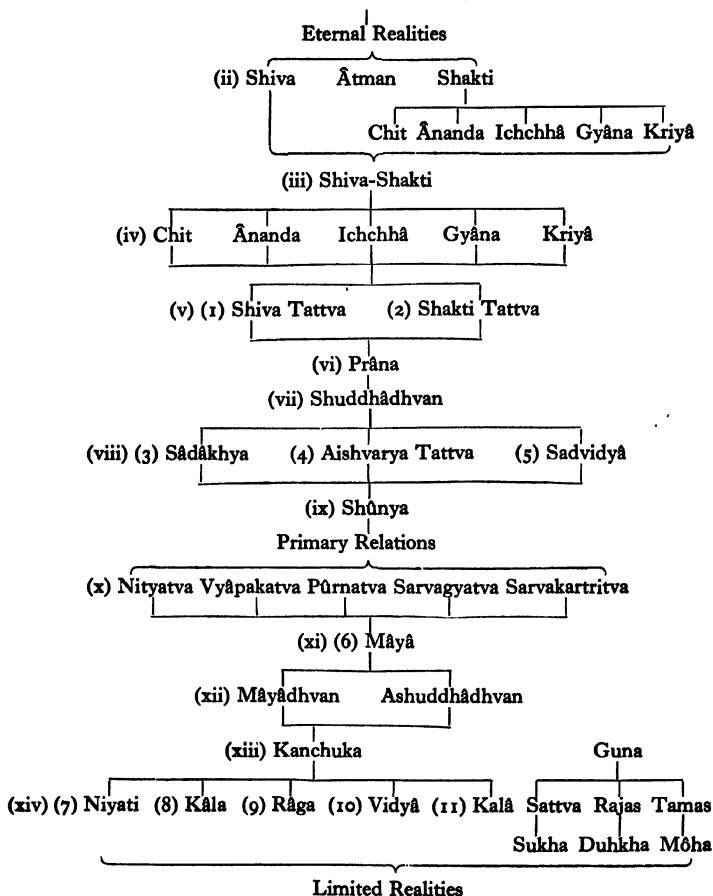 Eternal Realities
(ii) Shiva Âtman Shakti
Chit Ânanda Ichchhâ Gyâna Kriyâ
(iii) Shiva-Shakti
(iv) Chit Ânanda Ichchhâ Gyâna Kriyâ
(v) (1) Shiva Tattva (2) Shakti Tattva
(vi) Prâna
(vii) Shuddhâdhvan
(viii) (3) Sâdâkhya (4) Aishvarya Tattva (5) Sadvidyâ
(ix) Shûnya
Primary Relations
(x) Nityatva Vyâpakatva Pûrnatva Sarvagyatva Sarvakartritva
(xi) (6) Mâyâ
(xii) Mâyâdhvan Ashuddhâdhvan
(xiii) Kanchuka Guna
(xiv) (7) Niyati (8) Kâla (9) Râga (10) Vidyâ (11) Kalâ Sattva Rajas Tamas
Sukha Duhkha Môha
Limited Realities